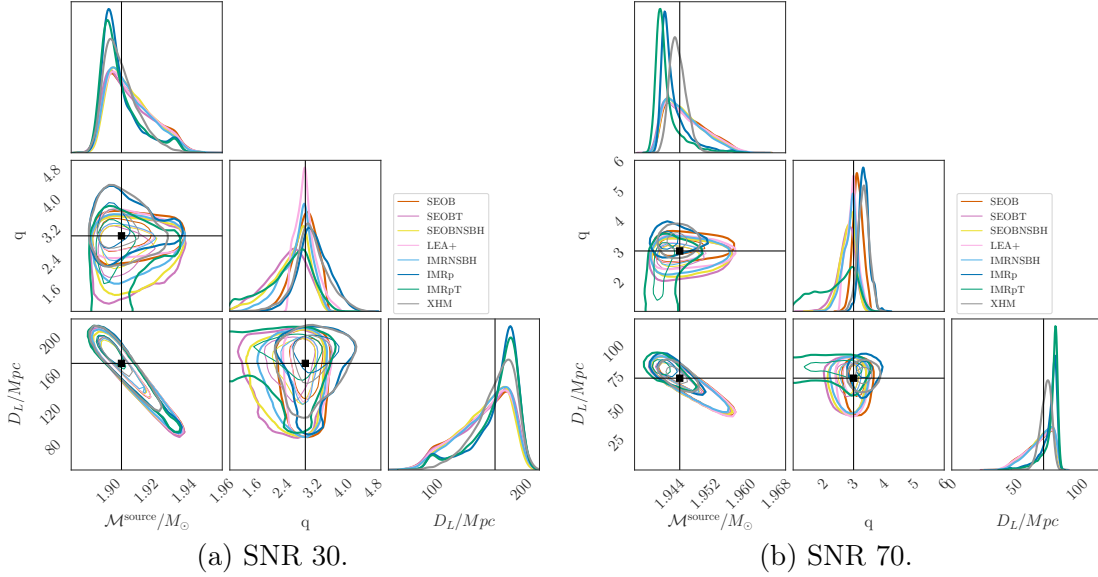 4.8
4.0
3.2
2.4
1.6
q
200
160
120
80
D_L/Mpc
1.90
1.92
1.94
1.96
M^source/M_⊙
1.6
2.4
3.2
4.0
4.8
q
100
200
D_L/Mpc
SEOB
SEOBT
SEOBNSBH
LEA+
IMRNSBH
IMRp
IMRpT
XHM
(a) SNR 30.
6
5
4
3
2
q
100
75
50
25
D_L/Mpc
1.944
1.952
1.960
1.968
M^source/M_⊙
2
3
4
5
6
q
0
50
100
D_L/Mpc
SEOB
SEOBT
SEOBNSBH
LEA+
IMRNSBH
IMRp
IMRpT
XHM
(b) SNR 70.